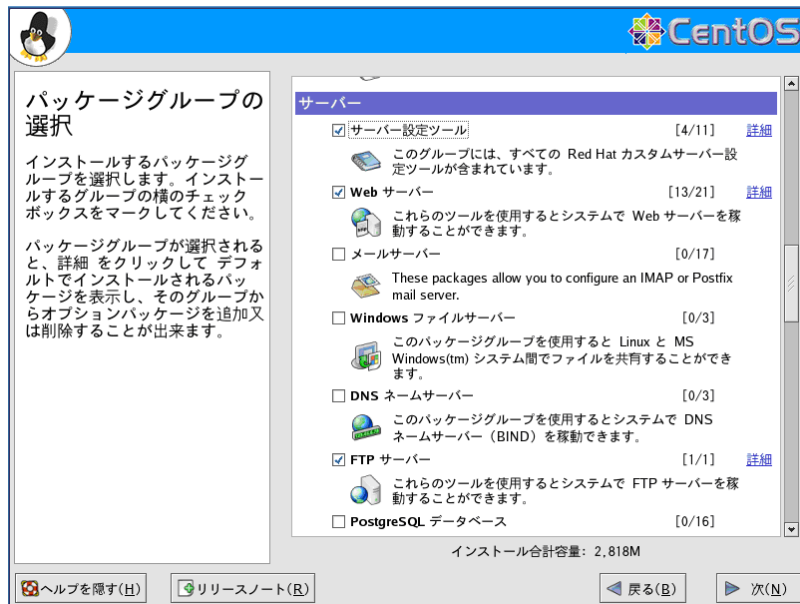 CentOS
パッケージグループの
選択
インストールするパッケージグ
ループを選択します。インストー
ルするグループの横のチェック
ボックスをマークしてください。
パッケージグループが選択される
と、詳細 をクリックして デフォ
ルトでインストールされるパッ
ケージを表示し、そのグループか
らオプションパッケージを追加又
は削除することが出来ます。
サーバー
サーバー設定ツール [4/11] 詳細
このグループには、すべての Red Hat カスタムサーバー設
定ツールが含まれています。
Web サーバー [13/21] 詳細
これらのツールを使用するとシステムで Web サーバーを稼
動することができます。
メールサーバー [0/17]
These packages allow you to configure an IMAP or Postfix
mail server.
Windows ファイルサーバー [0/3]
このパッケージグループを使用すると Linux と MS
Windows(tm) システム間でファイルを共有することができ
ます。
DNS ネームサーバー [0/3]
このパッケージグループを使用するとシステムで DNS
ネームサーバー（BIND）を稼動できます。
FTP サーバー [1/1] 詳細
これらのツールを使用するとシステムで FTP サーバーを稼
動することができます。
PostgreSQL データベース [0/16]
インストール合計容量: 2,818M
ヘルプを隠す(H) リリースノート(R) 戻る(B) 次(N)